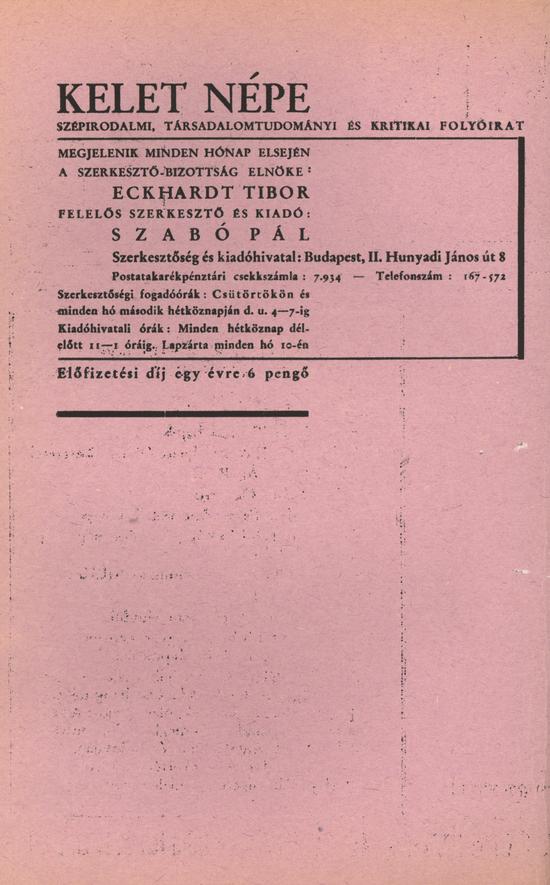 KELET NÉPE
SZÉPIRODALMI, TÁRSADALOMTUDOMÁNYI ÉS KRITIKAI FOLYÓIRAT
MEGJELENIK MINDEN HÓNAP ELSEJÉN
A SZERKESZTŐ-BIZOTTSÁG ELNÖKE:
ECKHARDT TIBOR
FELELŐS SZERKESZTŐ ÉS KIADÓ:
SZABÓ PÁL
Szerkesztőség és kiadóhivatal: Budapest, II. Hunyadi János út 8
Postatakarékpénztári csekkszámla : 7.934 — Telefonszám : 167-572
Szerkesztőségi fogadóórák : Csütörtökön és
minden hó második hétköznapján d. u. 4—7-ig
Kiadóhivatali órák : Minden hétköznap dél-
előtt 11—1 óráig. Lapzárta minden hó 10-én
Előfizetési díj egy évre 6 pengő